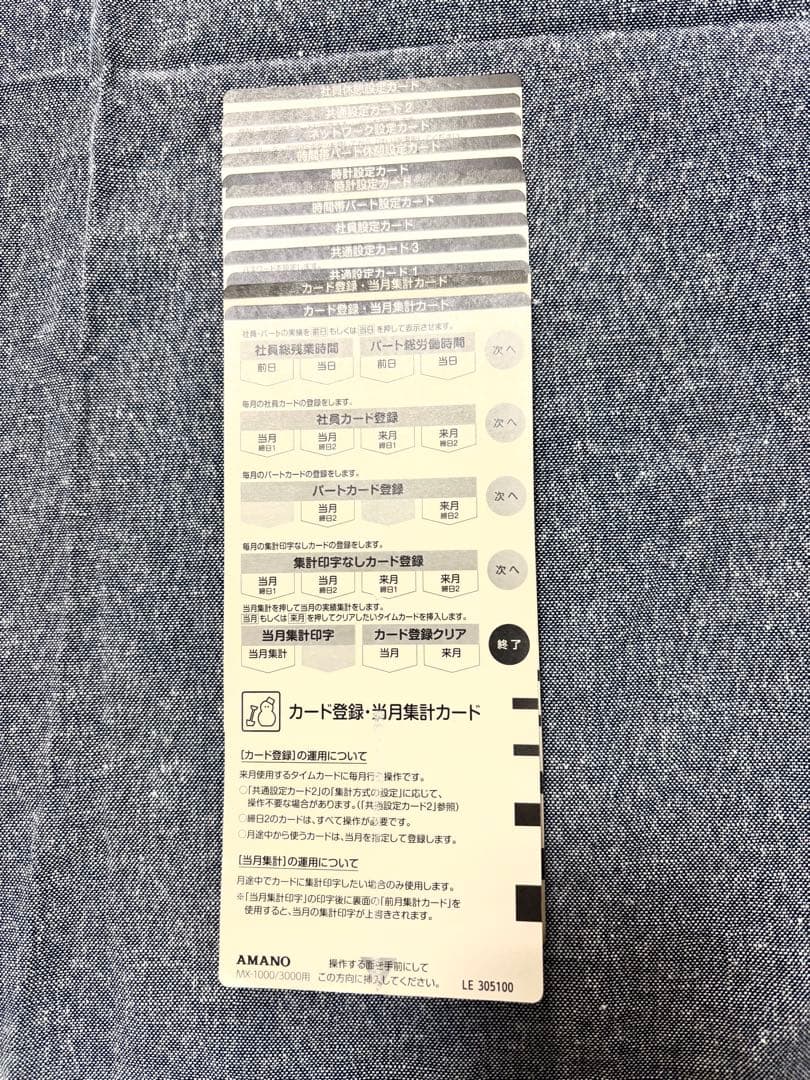 社員休憩設定カード
共通設定カード2
ネットワーク設定カード
時間帯パート休憩設定カード
時計設定カード
時計設定カード
時間帯パート設定カード
社員設定カード
共通設定カード3
パスワードを設定します。
共通設定カード1
カード登録・当月集計カード
カード登録・当月集計カード
社員・パートの実績を 前日 もしくは 当日 を押して表示させます。
社員総残業時間 パート総労働時間 次へ
前日 当日 前日 当日
毎月の社員カードの登録をします。
社員カード登録 次へ
当月 当月 来月 来月
締日1 締日2 締日1 締日2
毎月のパートカードの登録をします。
パートカード登録 次へ
当月 来月
締日2 締日2
毎月の集計印字なしカードの登録をします。
集計印字なしカード登録 次へ
当月 当月 来月 来月
締日1 締日2 締日1 締日2
当月集計を押して当月の実績集計をします。
当月 もしくは 来月 を押してクリアしたいタイムカードを挿入します。
当月集計印字 カード登録クリア 終了
当月集計 当月 来月
カード登録・当月集計カード
[カード登録]の運用について
来月使用するタイムカードに毎月行う操作です。
○「共通設定カード2」の「集計方式の設定」に応じて、
操作不要な場合があります。(「共通設定カード2」参照)
○締日2のカードは、すべて操作が必要です。
○月途中から使うカードは、当月を指定して登録します。
[当月集計]の運用について
月途中でカードに集計印字したい場合のみ使用します。
※「当月集計印字」の印字後に裏面の「前月集計カード」を
使用すると、当月の集計印字が上書きされます。
AMANO
MX-1000/3000用
操作する面を手前にして
この方向に挿入してください。
LE 305100